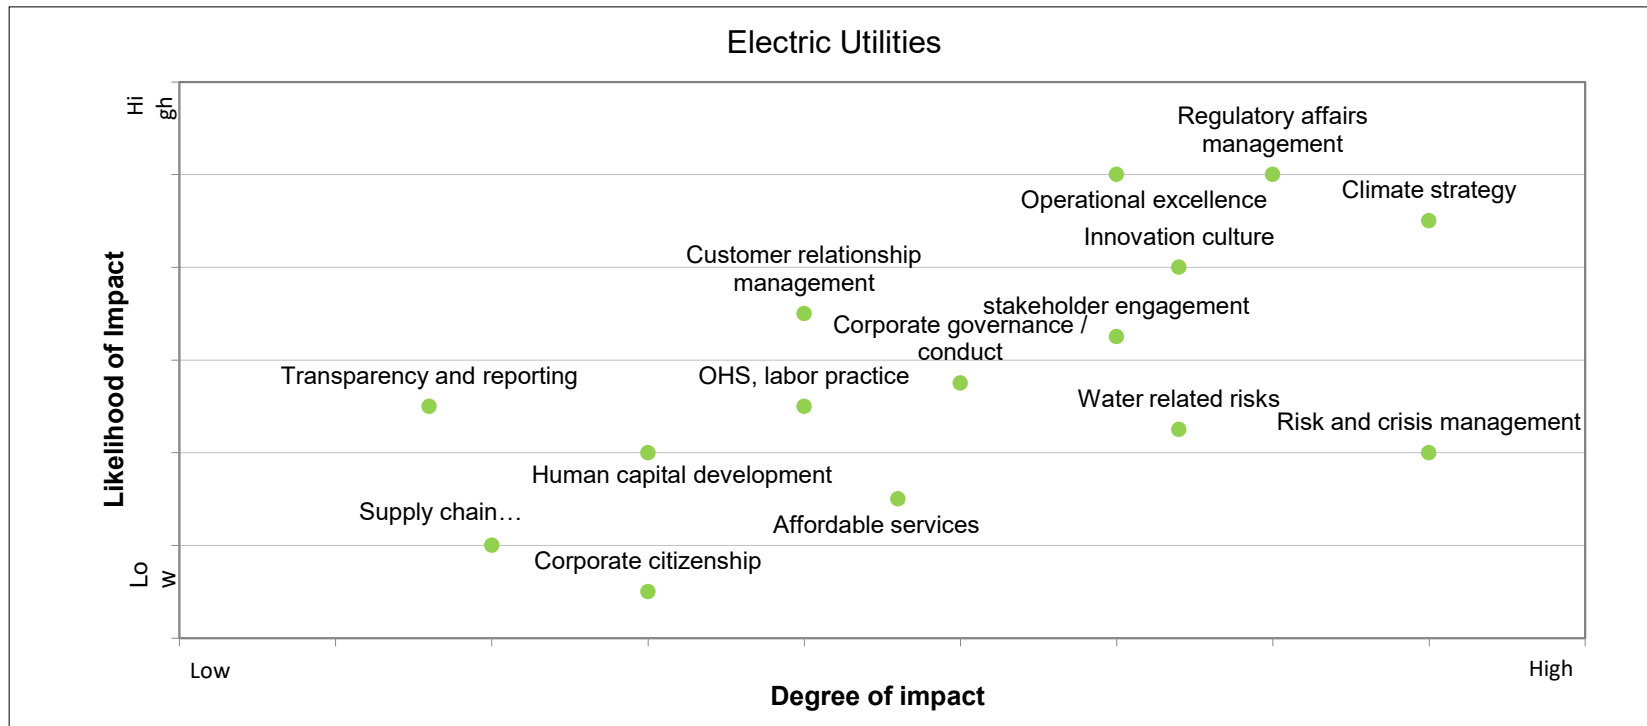 Electric Utilities
Hi
gh
Regulatory affairs
management
Operational excellence
Climate strategy
Innovation culture
Customer relationship
management
stakeholder engagement
Corporate governance /
conduct
Transparency and reporting
OHS, labor practice
Water related risks
Risk and crisis management
Human capital development
Supply chain…
Affordable services
Corporate citizenship
Lo
w
Likelihood of Impact
Low
High
Degree of impact